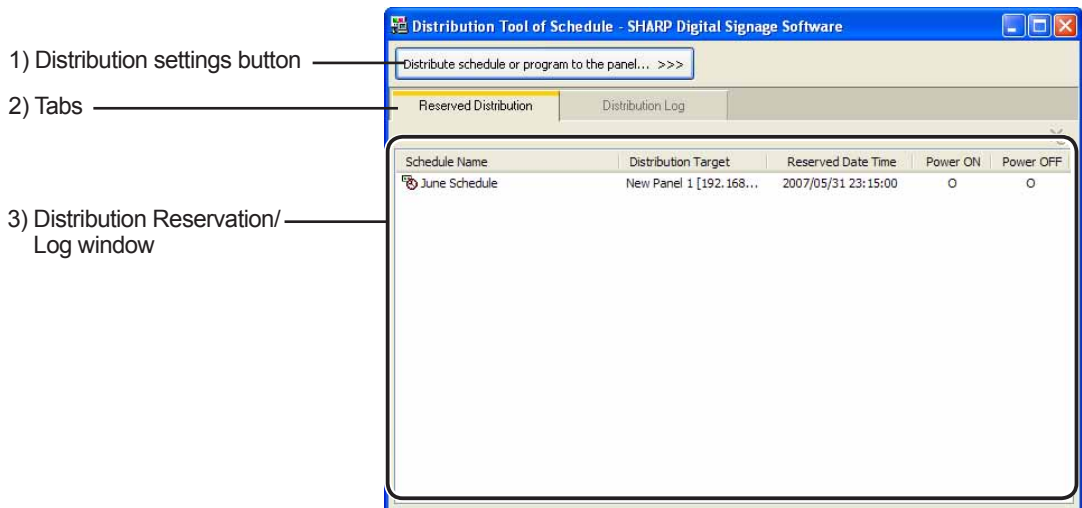 Distribution Tool of Schedule - SHARP Digital Signage Software
1) Distribution settings button
Distribute schedule or program to the panel... >>>
2) Tabs
Reserved Distribution Distribution Log
Schedule Name Distribution Target Reserved Date Time Power ON Power OFF
June Schedule New Panel 1 [192.168... 2007/05/31 23:15:00 O O
3) Distribution Reservation/
Log window